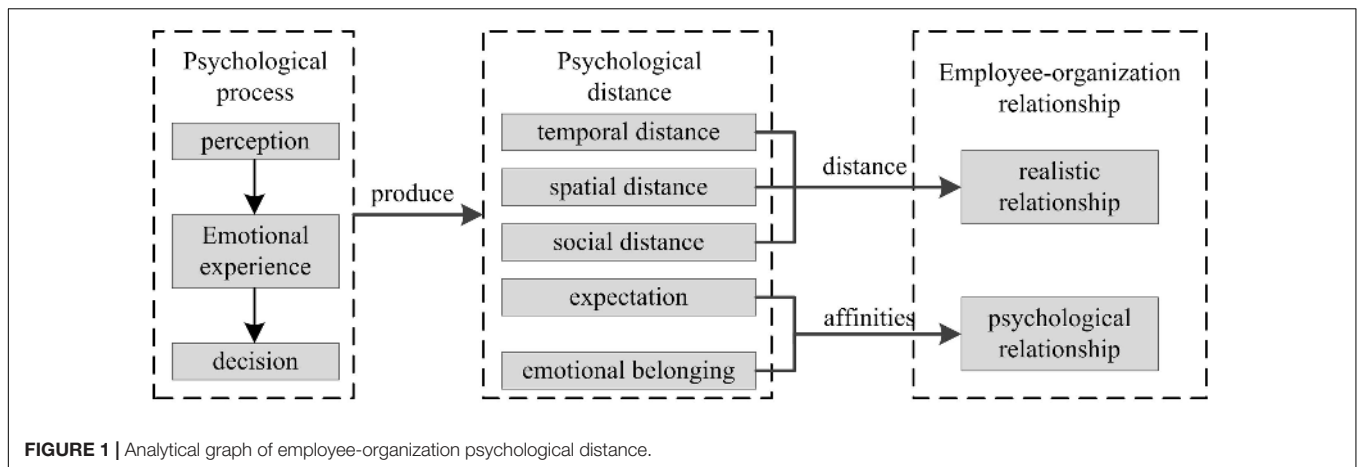 Psychological
process
perception
Emotional
experience
decision
produce
Psychological
distance
temporal distance
spatial distance
social distance
expectation
emotional belonging
distance
affinities
Employee-organization
relationship
realistic
relationship
psychological
relationship
FIGURE 1 | Analytical graph of employee-organization psychological distance.